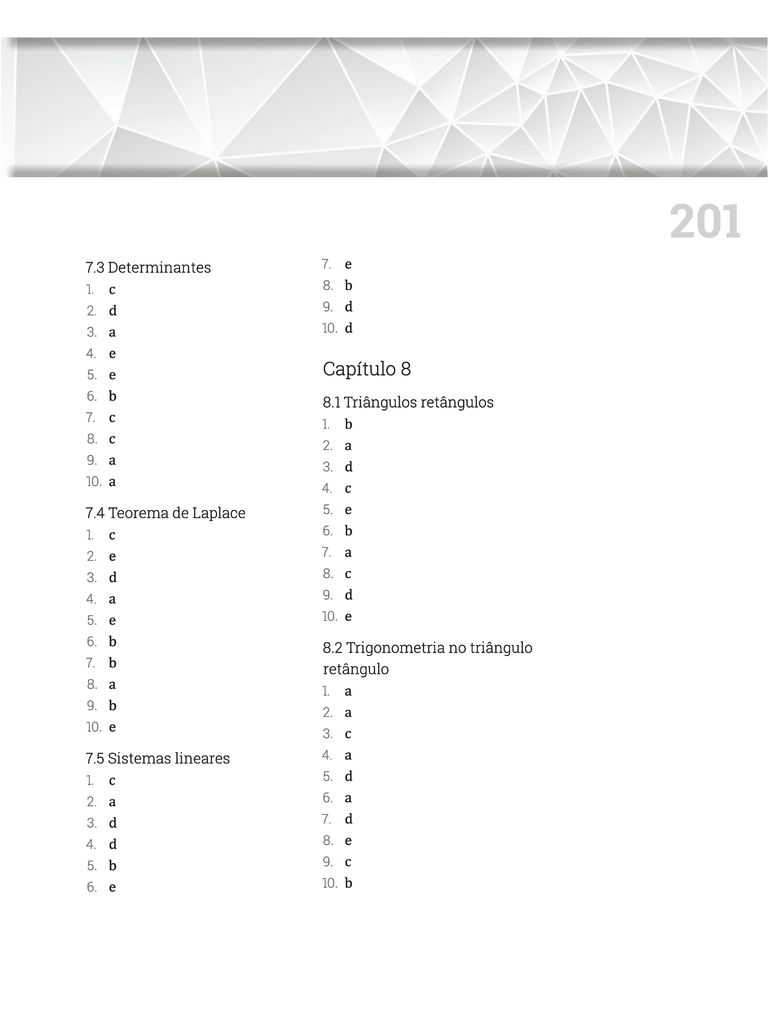 201
7.3 Determinantes
1. c
2. d
3. a
4. e
5. e
6. b
7. c
8. c
9. a
10. a
7.4 Teorema de Laplace
1. c
2. e
3. d
4. a
5. e
6. b
7. b
8. a
9. b
10. e
7.5 Sistemas lineares
1. c
2. a
3. d
4. d
5. b
6. e
7. e
8. b
9. d
10. d
Capítulo 8
8.1 Triângulos retângulos
1. b
2. a
3. d
4. c
5. e
6. b
7. a
8. c
9. d
10. e
8.2 Trigonometria no triângulo
retângulo
1. a
2. a
3. c
4. a
5. d
6. a
7. d
8. e
9. c
10. b